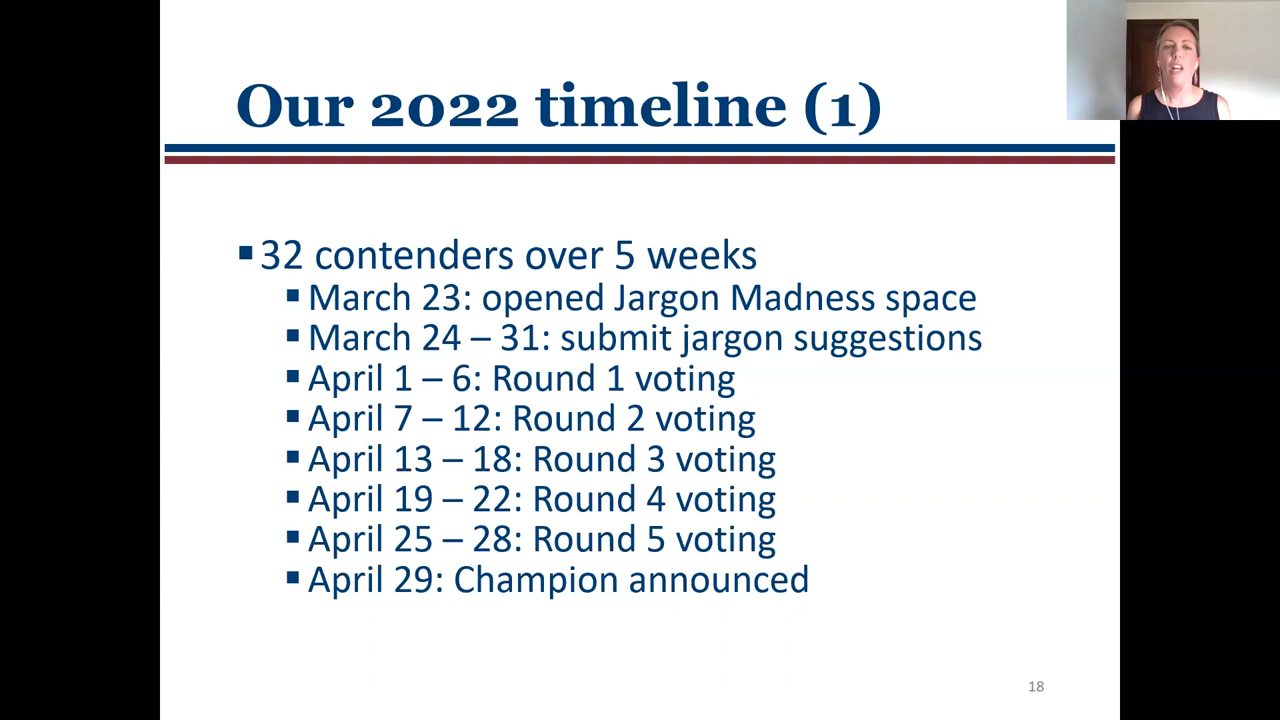 Our 2022 timeline (1)
▪ 32 contenders over 5 weeks
▪ March 23: opened Jargon Madness space
▪ March 24 – 31: submit jargon suggestions
▪ April 1 – 6: Round 1 voting
▪ April 7 – 12: Round 2 voting
▪ April 13 – 18: Round 3 voting
▪ April 19 – 22: Round 4 voting
▪ April 25 – 28: Round 5 voting
▪ April 29: Champion announced
18